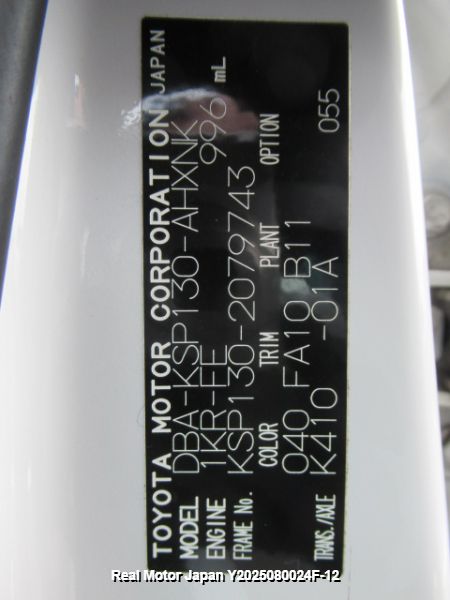 TOYOTA MOTOR CORPORATION JAPAN
MODEL DBA-KSP130-AHXNK
ENGINE 1KR-FE 996 mL
FRAME No. KSP130-2079743
COLOR TRIM PLANT OPTION
040 FA10 B11 055
TRANS./AXLE K410 -01A
Real Motor Japan Y2025080024F-12